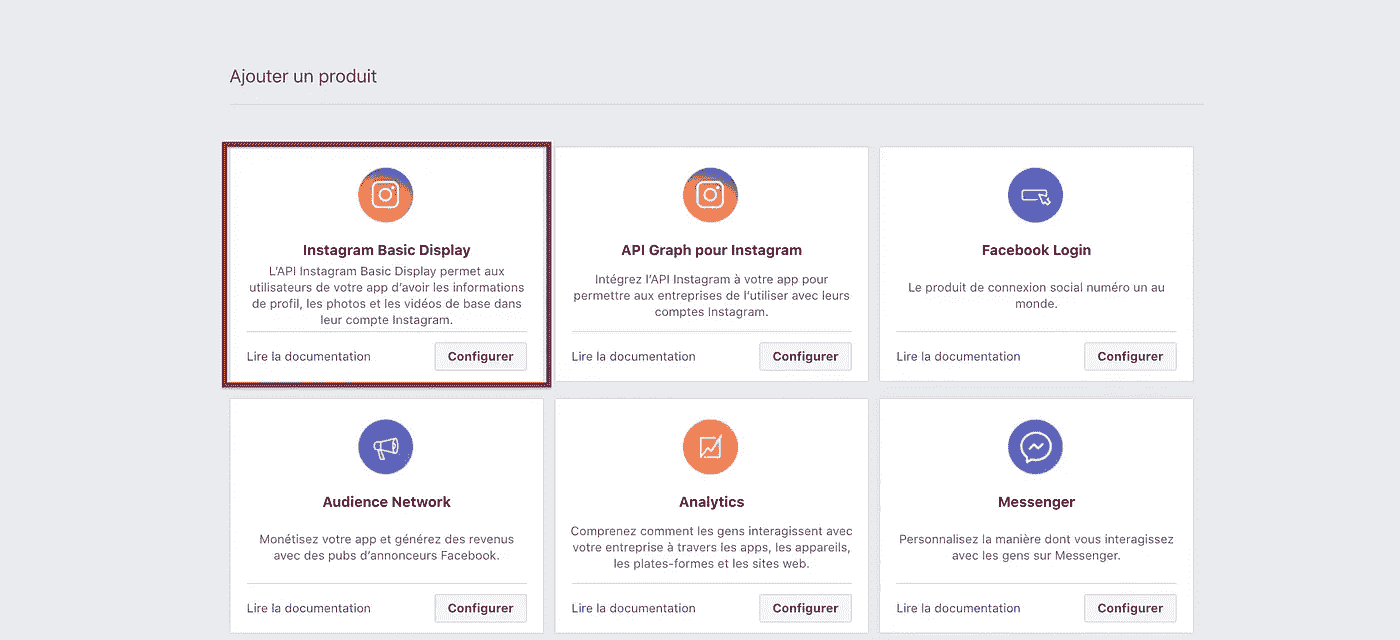 Ajouter un produit
Instagram Basic Display
L'API Instagram Basic Display permet aux
utilisateurs de votre app d'avoir les informations
de profil, les photos et les vidéos de base dans
leur compte Instagram.
Lire la documentation
Configurer
API Graph pour Instagram
Intégrez l'API Instagram à votre app pour
permettre aux entreprises de l'utiliser avec leurs
comptes Instagram.
Lire la documentation
Configurer
Facebook Login
Le produit de connexion social numéro un au
monde.
Lire la documentation
Configurer
Audience Network
Monétisez votre app et générez des revenus
avec des pubs d'annonceurs Facebook.
Lire la documentation
Configurer
Analytics
Comprenez comment les gens interagissent avec
votre entreprise à travers les apps, les appareils,
les plates-formes et les sites web.
Lire la documentation
Configurer
Messenger
Personnalisez la manière dont vous interagissez
avec les gens sur Messenger.
Lire la documentation
Configurer